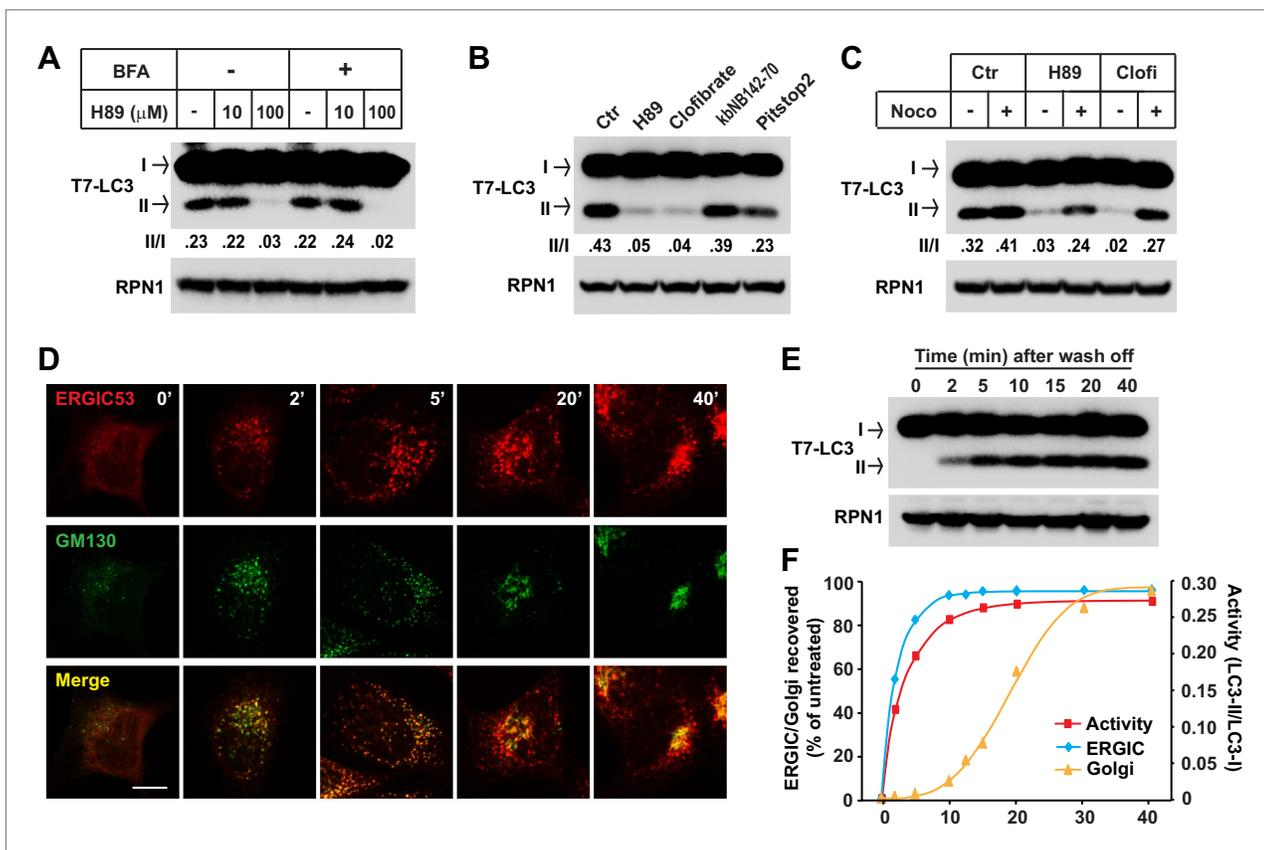 A
BFA - +
H89 (μM) - 10 100 - 10 100
I
T7-LC3
II
II/I .23 .22 .03 .22 .24 .02
RPN1
B
Ctr H89 Clofibrate kbNB142-70 Pitstop2
I
T7-LC3
II
II/I .43 .05 .04 .39 .23
RPN1
C
Ctr H89 Clofi
Noco - + - + - +
I
T7-LC3
II
II/I .32 .41 .03 .24 .02 .27
RPN1
D
ERGIC53 0' 2' 5' 20' 40'
GM130
Merge
E
Time (min) after wash off
0 2 5 10 15 20 40
I
T7-LC3
II
RPN1
F
ERGIC/Golgi recovered
(% of untreated)
100
80
60
40
20
0
0.30
0.25
0.20
0.15
0.10
0.05
0
Activity (LC3-II/LC3-I)
Activity
ERGIC
Golgi
0 10 20 30 40